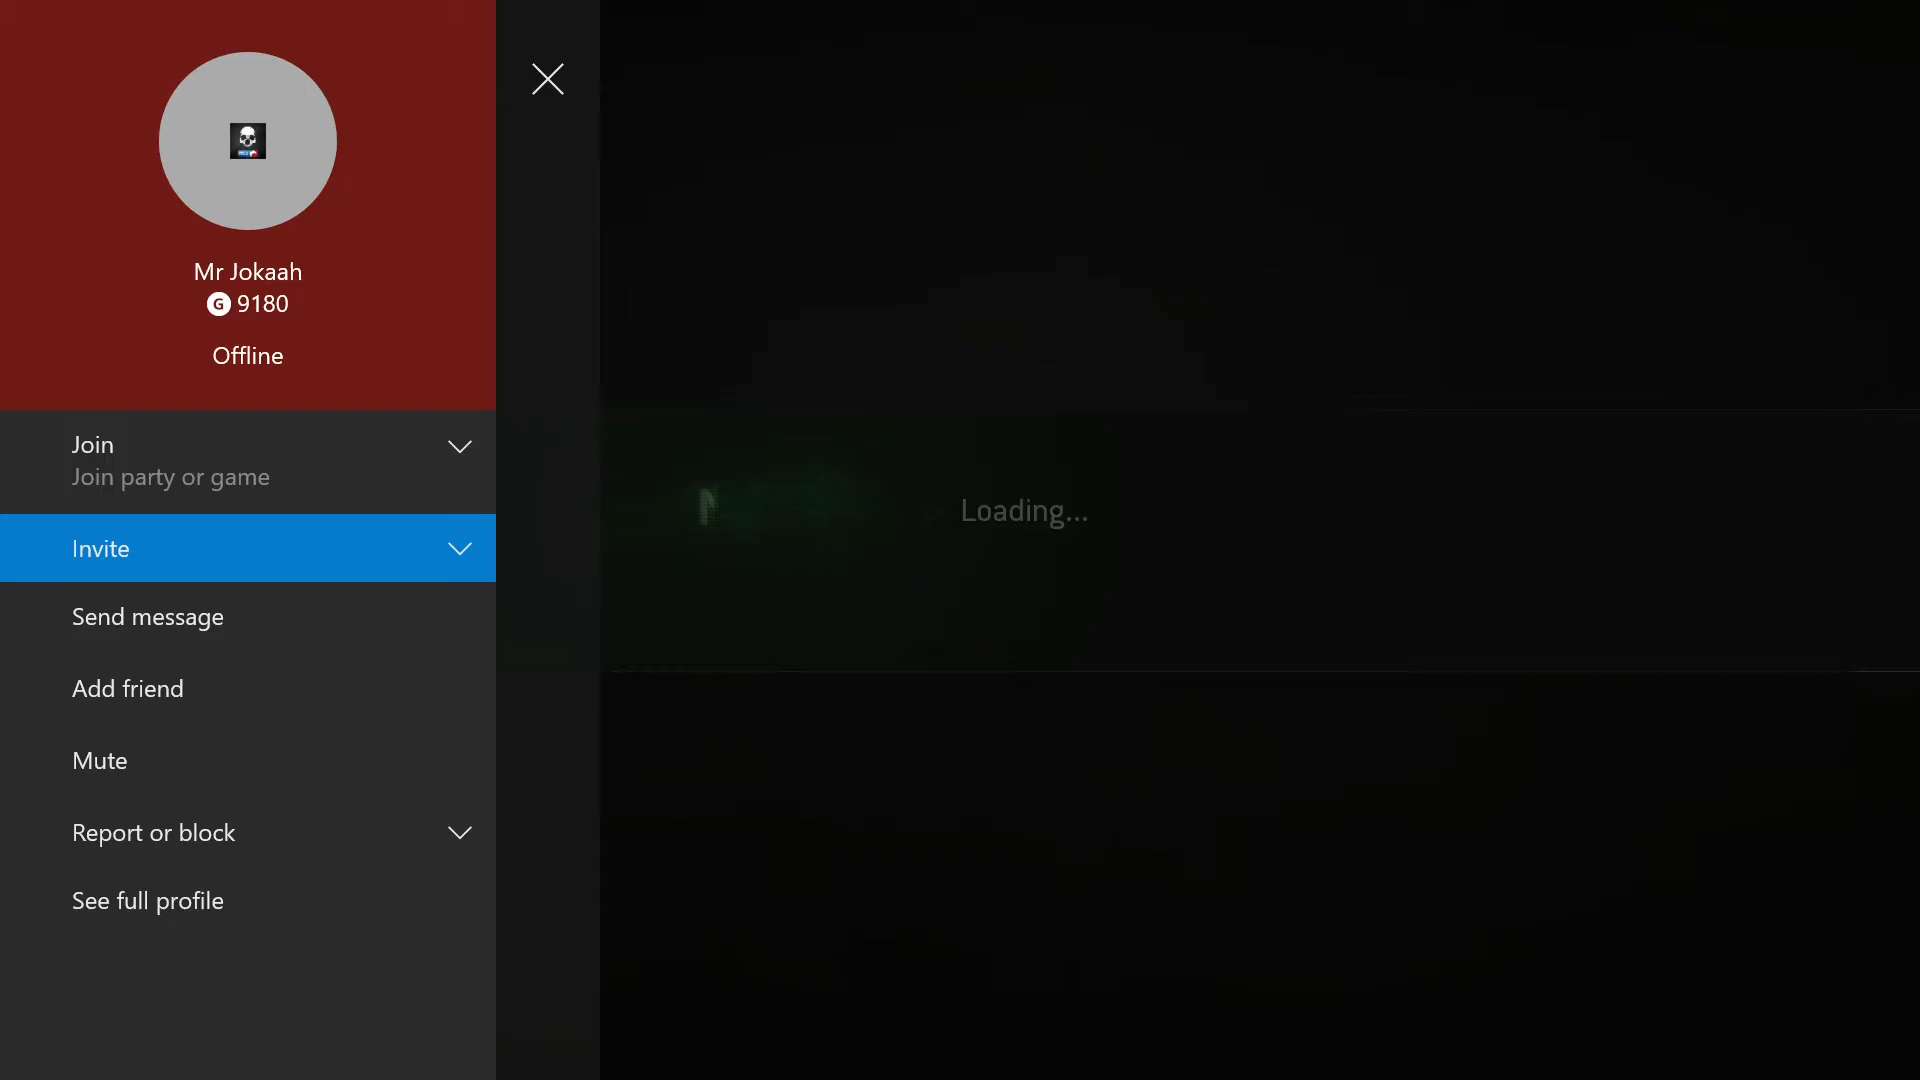 Mr Jokaah
G 9180
Offline
Join
Join party or game
Invite
Send message
Add friend
Mute
Report or block
See full profile
Loading...